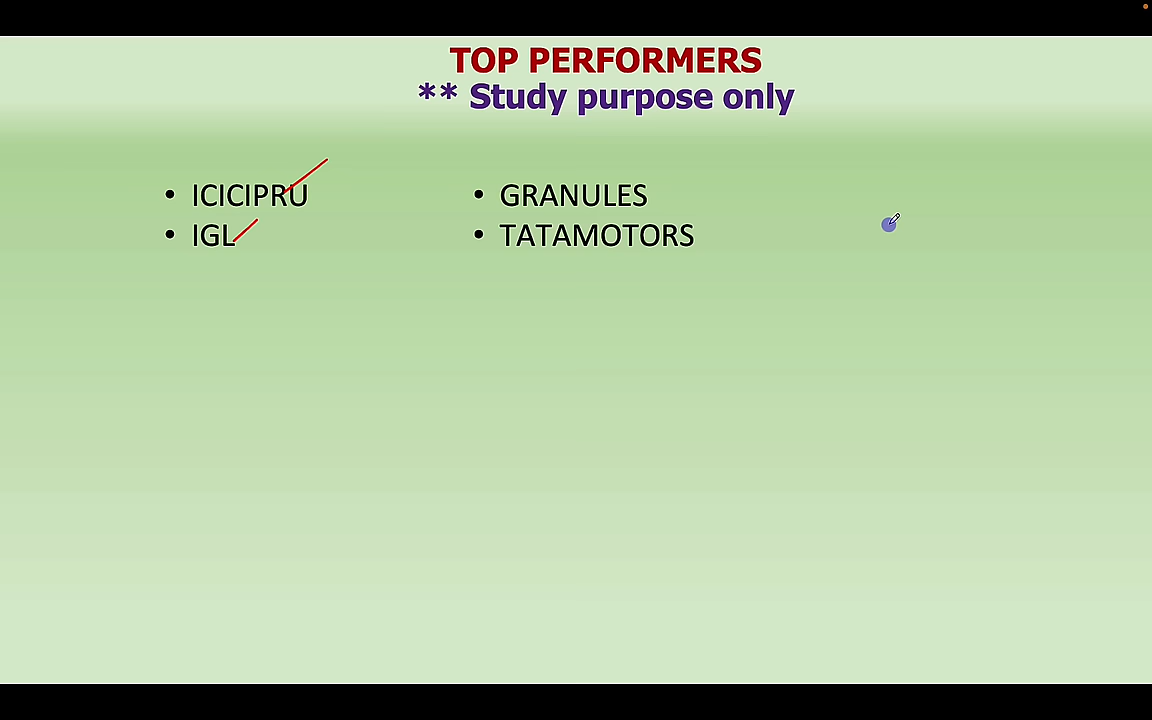 TOP PERFORMERS
** Study purpose only
• ICICIPRU
• IGL
• GRANULES
• TATAMOTORS